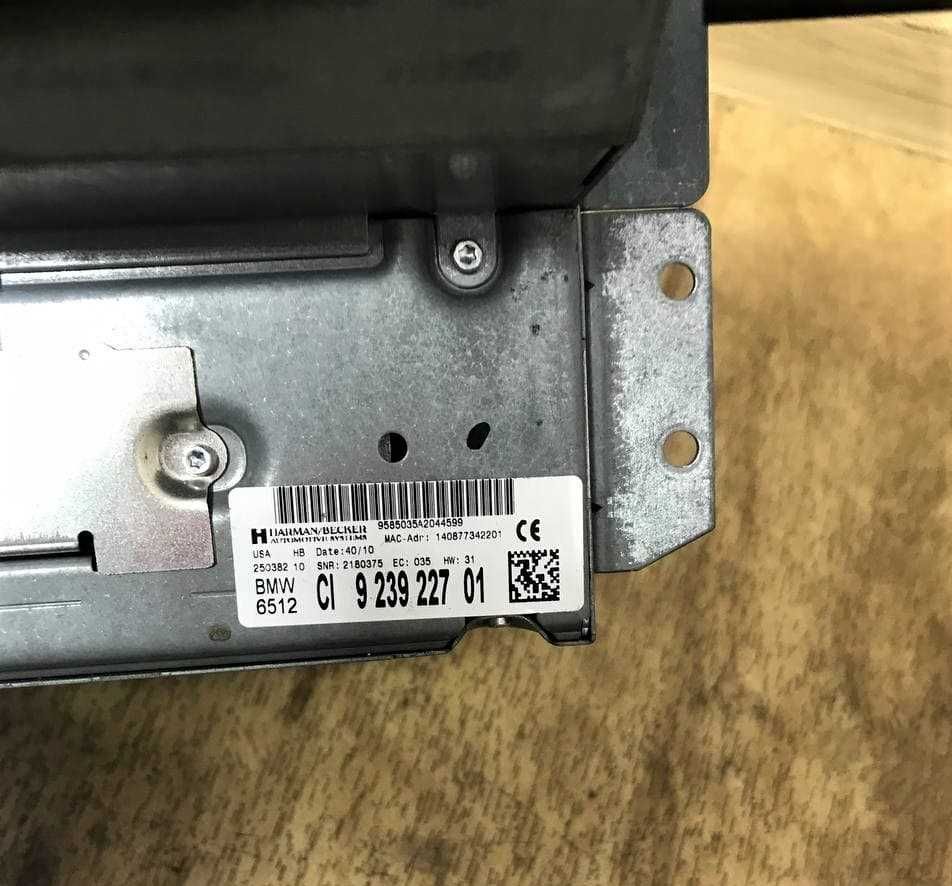 9585035A2044599
HARMAN/BECKER
AUTOMOTIVE SYSTEMS
MAC-Adr: 140877342201
CE
USA HB Date:40/10
250382 10 SNR: 2180375 EC: 035 HW: 31
BMW
6512
CI 9 239 227 01